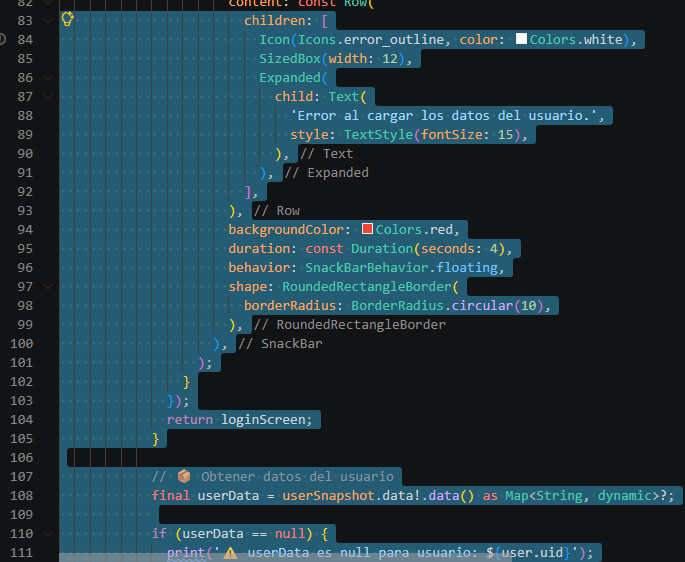 82 content: const Row(
83 children: [
84 Icon(Icons.error_outline, color: Colors.white),
85 SizedBox(width: 12),
86 Expanded(
87 child: Text(
88 'Error al cargar los datos del usuario.',
89 style: TextStyle(fontSize: 15),
90 ), // Text
91 ), // Expanded
92 ],
93 ), // Row
94 backgroundColor: Colors.red,
95 duration: const Duration(seconds: 4),
96 behavior: SnackBarBehavior.floating,
97 shape: RoundedRectangleBorder(
98 borderRadius: BorderRadius.circular(10),
99 ), // RoundedRectangleBorder
100 ), // SnackBar
101 );
102 }
103 });
104 return loginScreen;
105 }
106
107 // 📦 Obtener datos del usuario
108 final userData = userSnapshot.data!.data() as Map<String, dynamic>?;
109
110 if (userData == null) {
111 print('⚠️ userData es null para usuario: ${user.uid}');